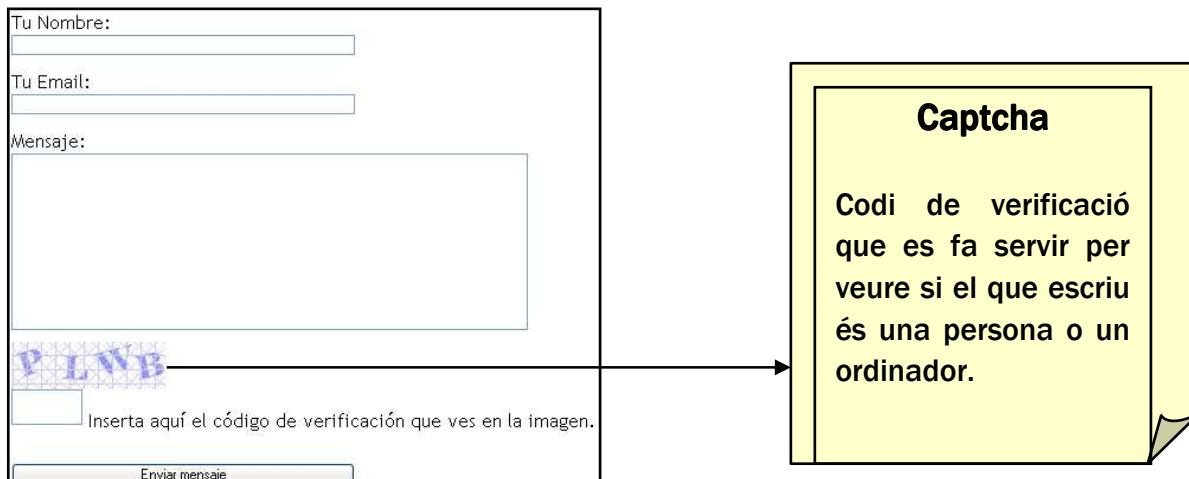 Tu Nombre:
Tu Email:
Mensaje:
P L W B
Inserta aquí el código de verificación que ves en la imagen.
Enviar mensaje
Captcha
Codi de verificació
que es fa servir per
veure si el que escriu
és una persona o un
ordinador.